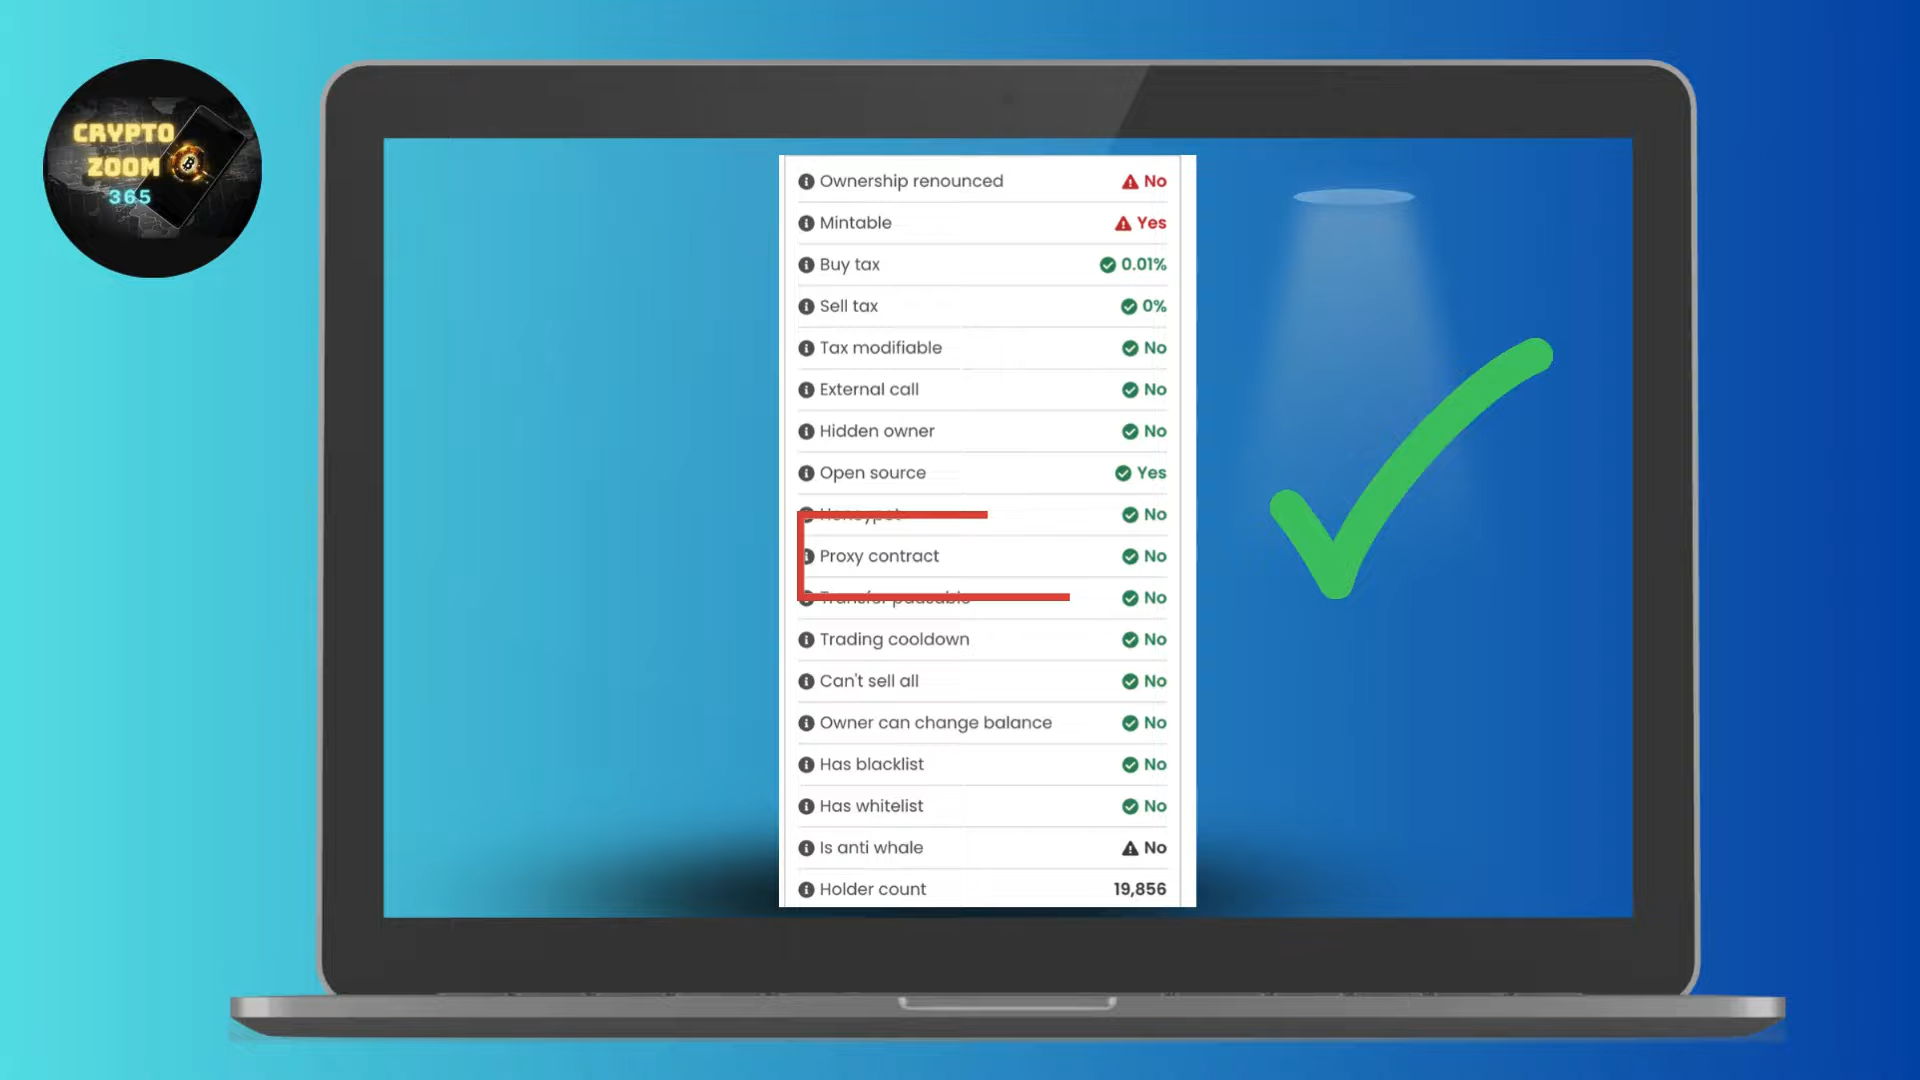 CRYPTO
ZOOM
365
Ownership renounced No
Mintable Yes
Buy tax 0.01%
Sell tax 0%
Tax modifiable No
External call No
Hidden owner No
Open source Yes
Honeypot No
Proxy contract No
Transfer pausable No
Trading cooldown No
Can't sell all No
Owner can change balance No
Has blacklist No
Has whitelist No
Is anti whale No
Holder count 19,856